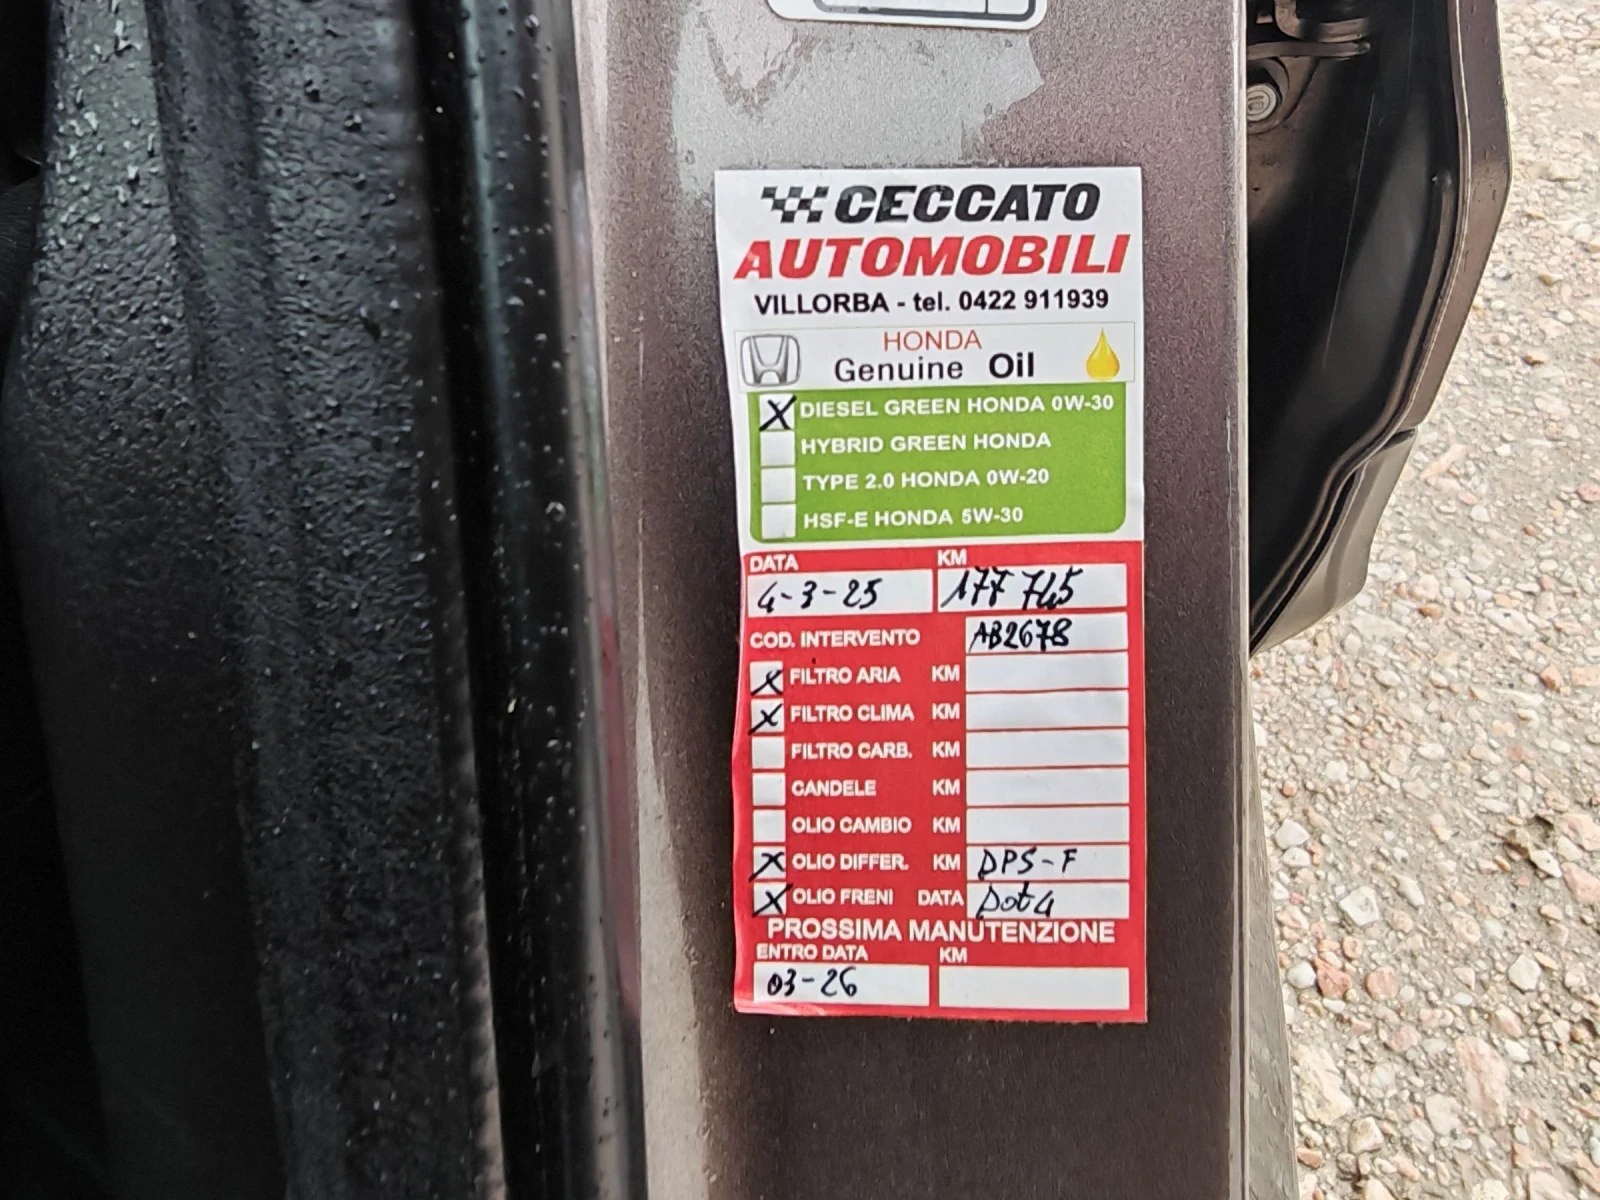 CECCATO
AUTOMOBILI
VILLORBA - tel. 0422 911939
HONDA
Genuine Oil
X DIESEL GREEN HONDA 0W-30
HYBRID GREEN HONDA
TYPE 2.0 HONDA 0W-20
HSF-E HONDA 5W-30
DATA KM
4-3-25 177 745
COD. INTERVENTO AB2678
X FILTRO ARIA KM
X FILTRO CLIMA KM
FILTRO CARB. KM
CANDELE KM
OLIO CAMBIO KM
X OLIO DIFFER. KM DPS-F
X OLIO FRENI DATA Dot4
PROSSIMA MANUTENZIONE
ENTRO DATA KM
03-26